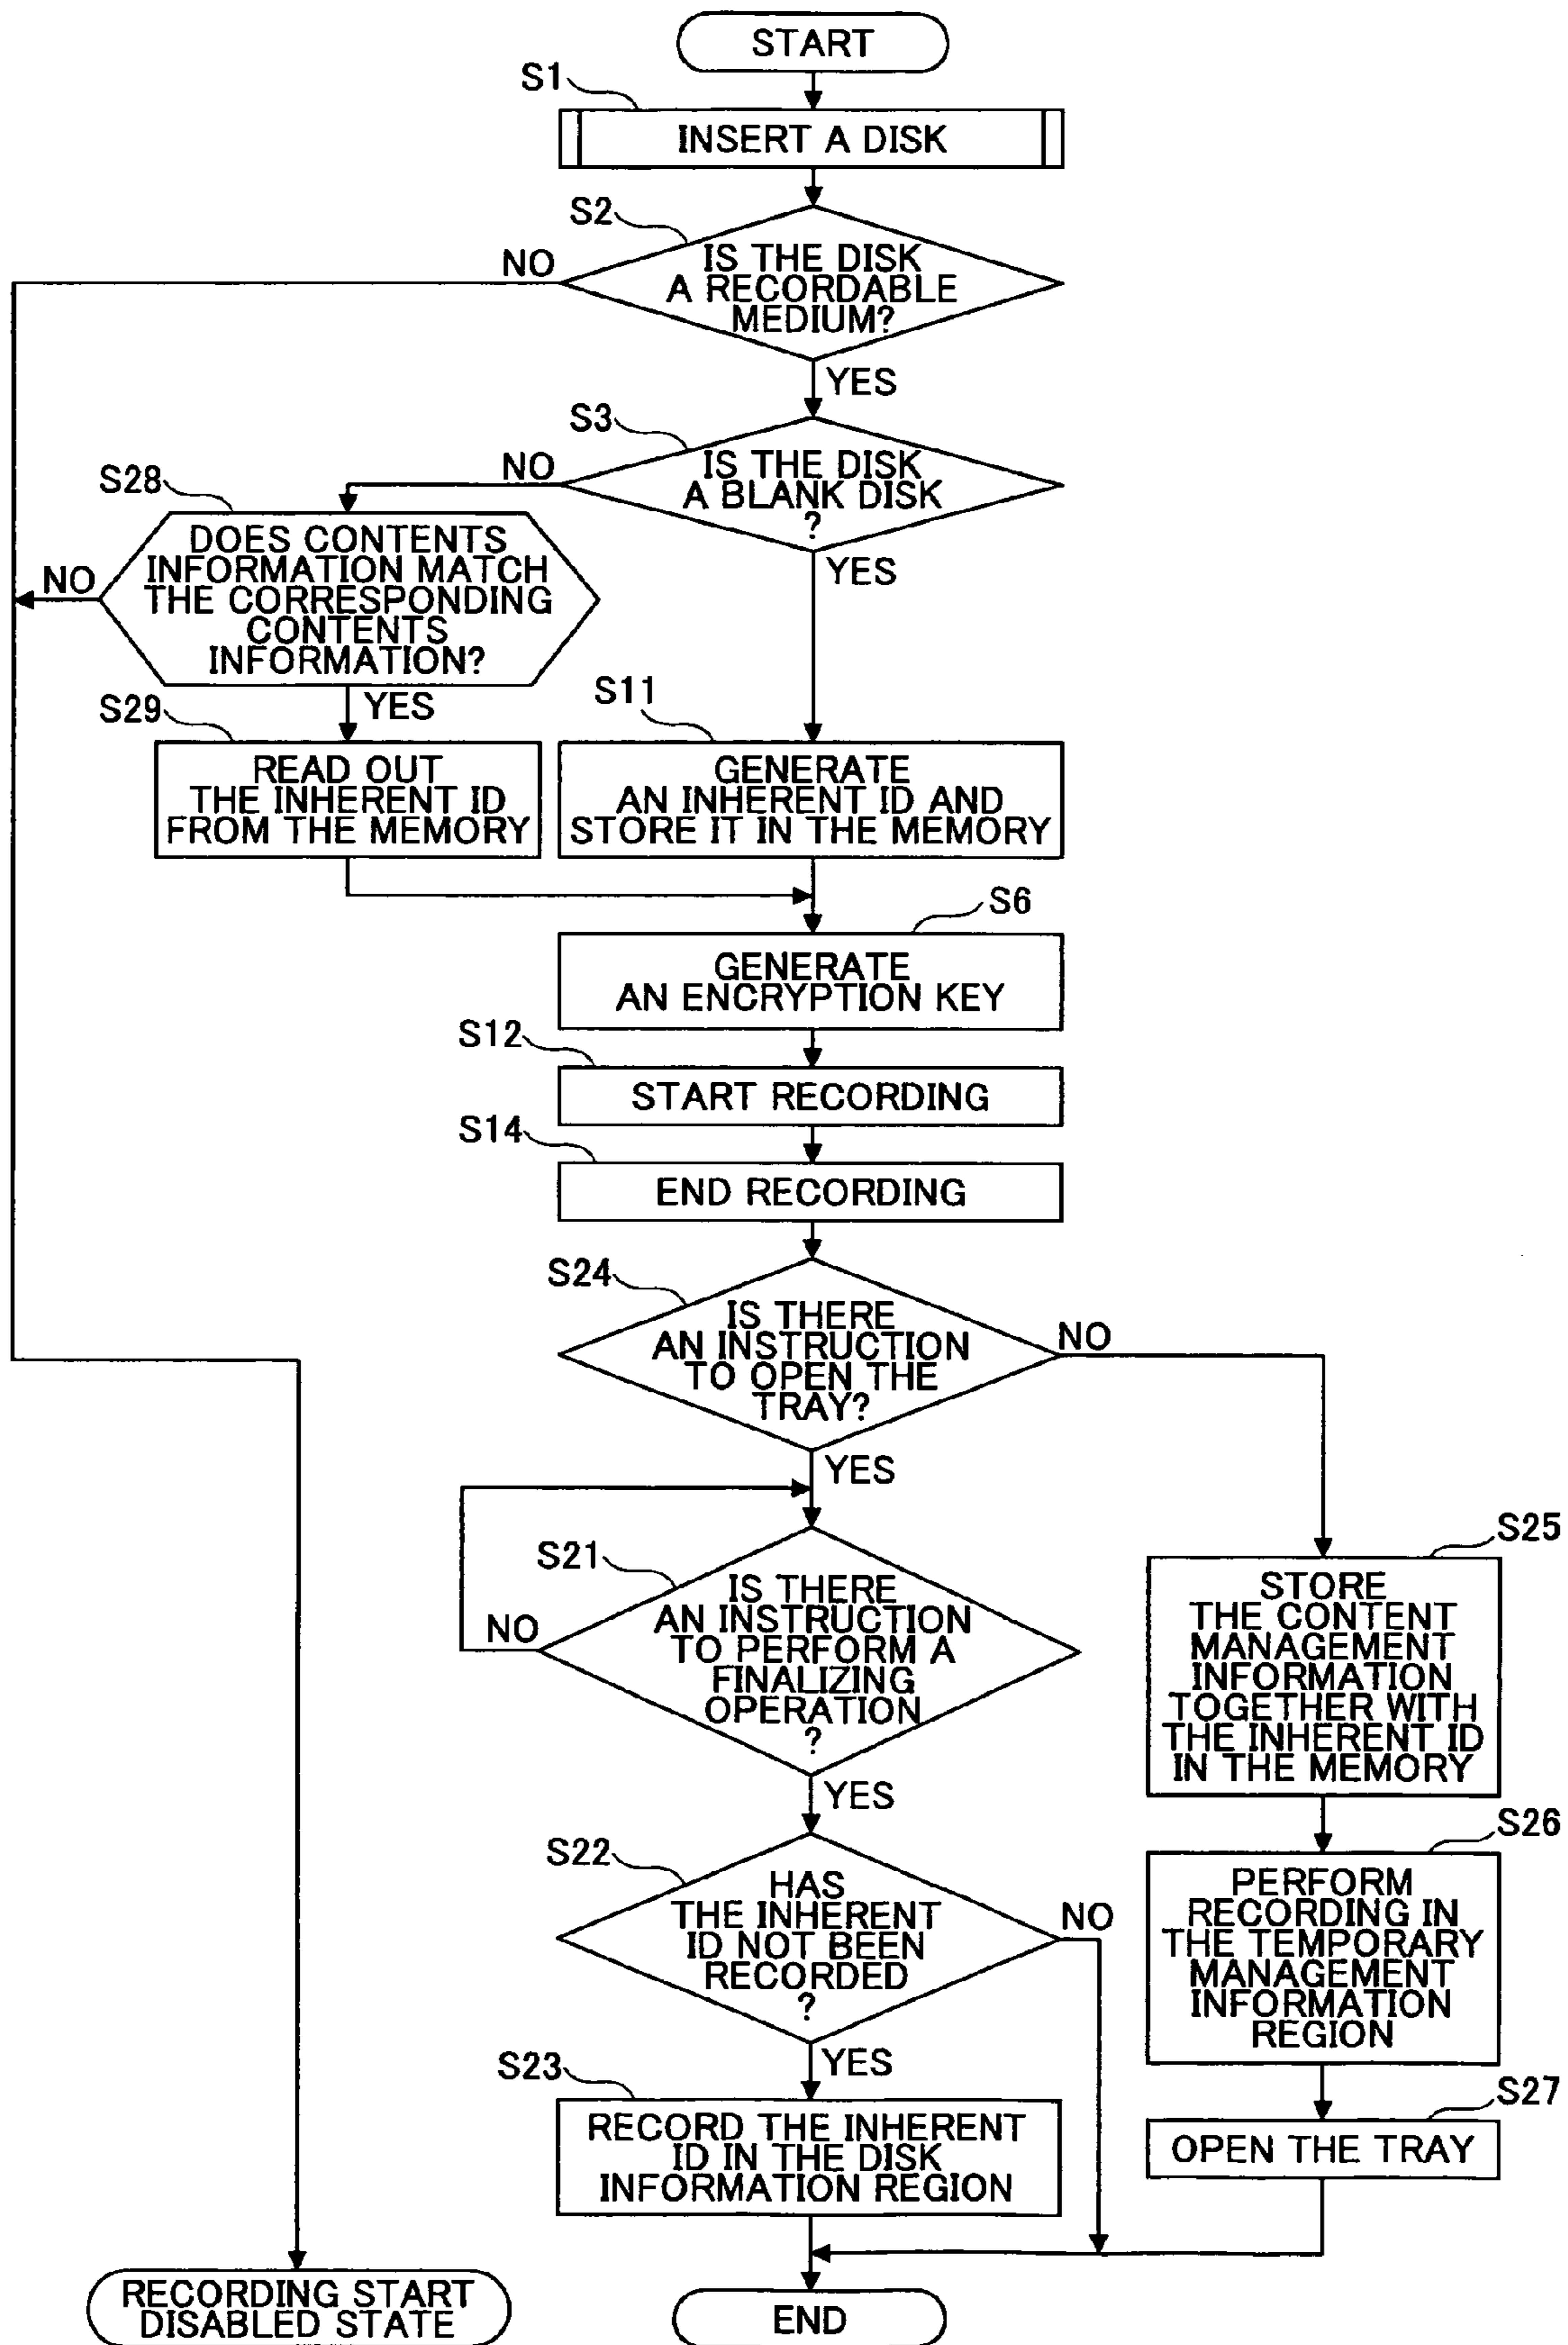 START
S1
INSERT A DISK
S2
NO
IS THE DISK
A RECORDABLE
MEDIUM?
YES
S3
NO
IS THE DISK
A BLANK DISK
?
YES
S28
DOES CONTENTS
INFORMATION MATCH
THE CORRESPONDING
CONTENTS
INFORMATION?
NO
YES
S29
READ OUT
THE INHERENT ID
FROM THE MEMORY
S11
GENERATE
AN INHERENT ID AND
STORE IT IN THE MEMORY
S6
GENERATE
AN ENCRYPTION KEY
S12
START RECORDING
S14
END RECORDING
S24
IS THERE
AN INSTRUCTION
TO OPEN THE
TRAY?
NO
YES
S21
IS THERE
AN INSTRUCTION
TO PERFORM A
FINALIZING
OPERATION
?
NO
YES
S22
HAS
THE INHERENT
ID NOT BEEN
RECORDED
?
NO
YES
S23
RECORD THE INHERENT
ID IN THE DISK
INFORMATION REGION
S25
STORE
THE CONTENT
MANAGEMENT
INFORMATION
TOGETHER WITH
THE INHERENT ID
IN THE MEMORY
S26
PERFORM
RECORDING IN
THE TEMPORARY
MANAGEMENT
INFORMATION
REGION
S27
OPEN THE TRAY
RECORDING START
DISABLED STATE
END